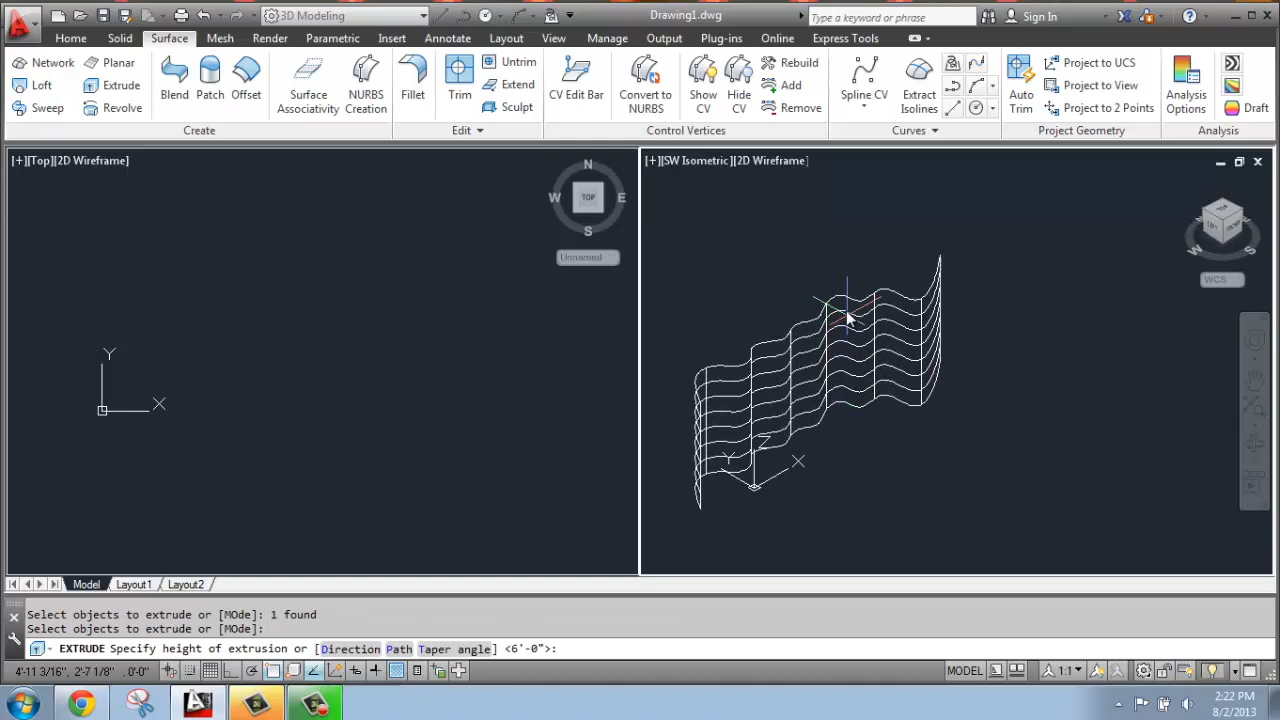 3D Modeling Drawing1.dwg Type a keyword or phrase Sign In
Home Solid Surface Mesh Render Parametric Insert Annotate Layout View Manage Output Plug-ins Online Express Tools
Network Planar Untrim Rebuild Project to UCS
Loft Extrude Extend Add Project to View
Sweep Revolve Sculpt Remove Project to 2 Points Draft
Blend Patch Offset Surface Associativity NURBS Creation Fillet Trim CV Edit Bar Convert to NURBS Show CV Hide CV Spline CV Extract Isolines Auto Trim Analysis Options
Create Edit Control Vertices Curves Project Geometry Analysis
[+][Top][2D Wireframe]
N
W TOP E
S
Unnamed
Y
X
[+][SW Isometric][2D Wireframe]
TOP
LEFT FRONT
W S
WCS
Z
Y X
Model Layout1 Layout2
Select objects to extrude or [MOde]: 1 found
Select objects to extrude or [MOde]:
EXTRUDE Specify height of extrusion or [Direction Path Taper angle] <6'-0">:
4'-11 3/16", 2'-7 1/8" , 0'-0" MODEL 1:1
2:22 PM
8/2/2013